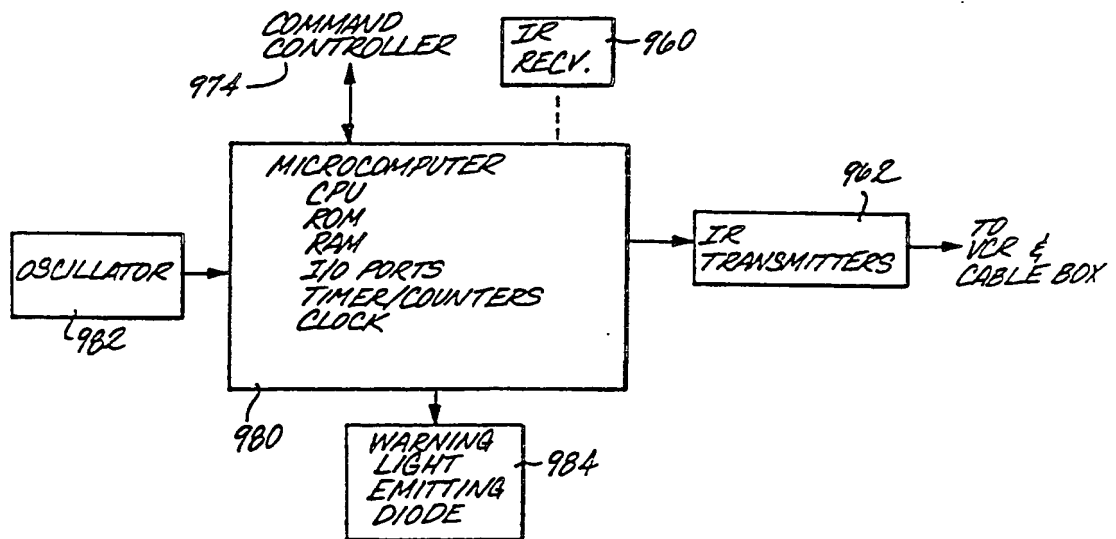 COMMAND
CONTROLLER
974
IR
RECV.
960
MICROCOMPUTER
CPU
ROM
RAM
I/O PORTS
TIMER/COUNTERS
CLOCK
980
OSCILLATOR
982
962
IR
TRANSMITTERS
TO
VCR &
CABLE BOX
WARNING
LIGHT
EMITTING
DIODE
984